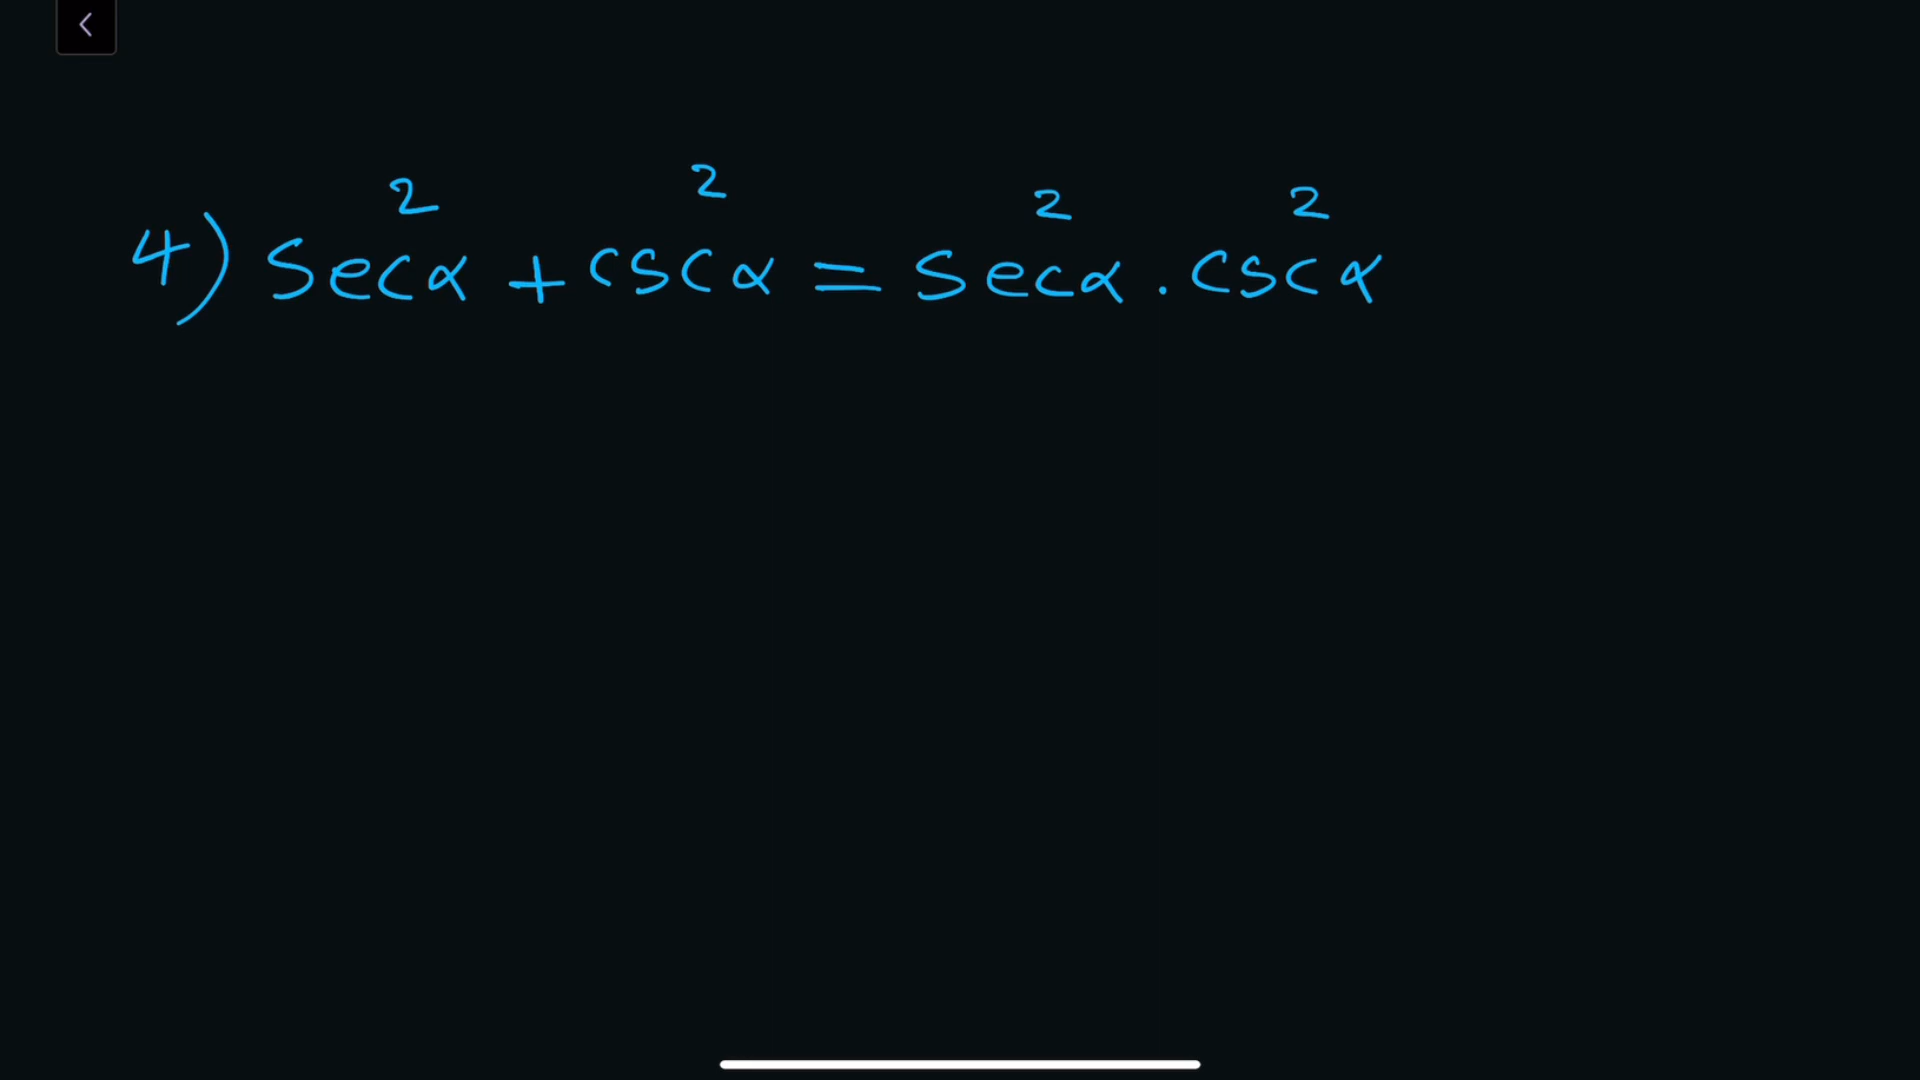 4) sec²α + csc²α = sec²α . csc²α